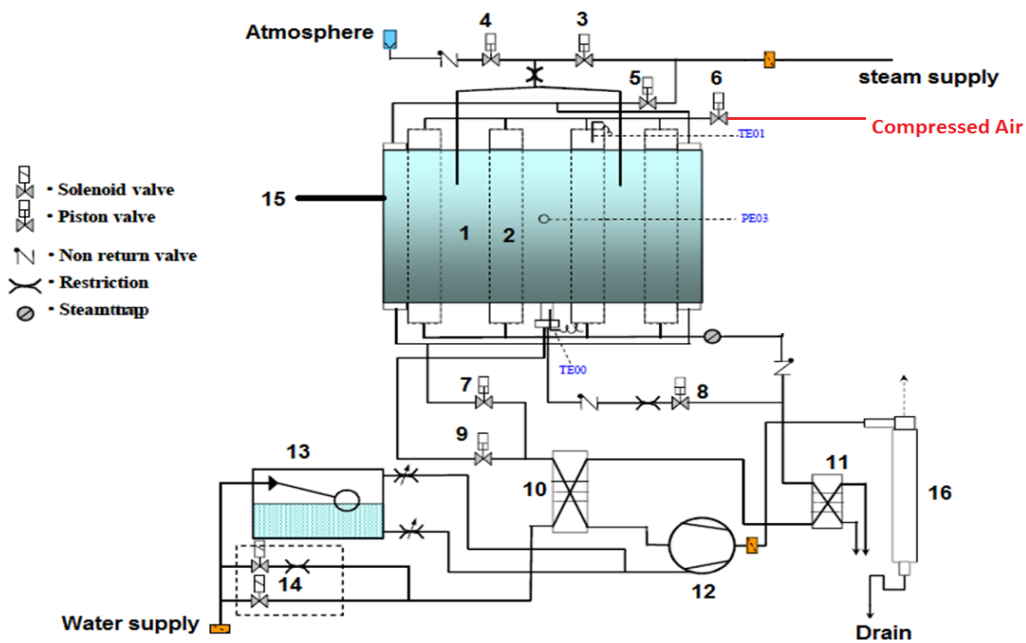 Atmosphere
4
3
steam supply
5
6
Compressed Air
TE01
· Solenoid valve
· Piston valve
· Non return valve
· Restriction
15
1
2
PE03
TE00
7
8
9
13
10
11
16
14
12
Water supply
Drain